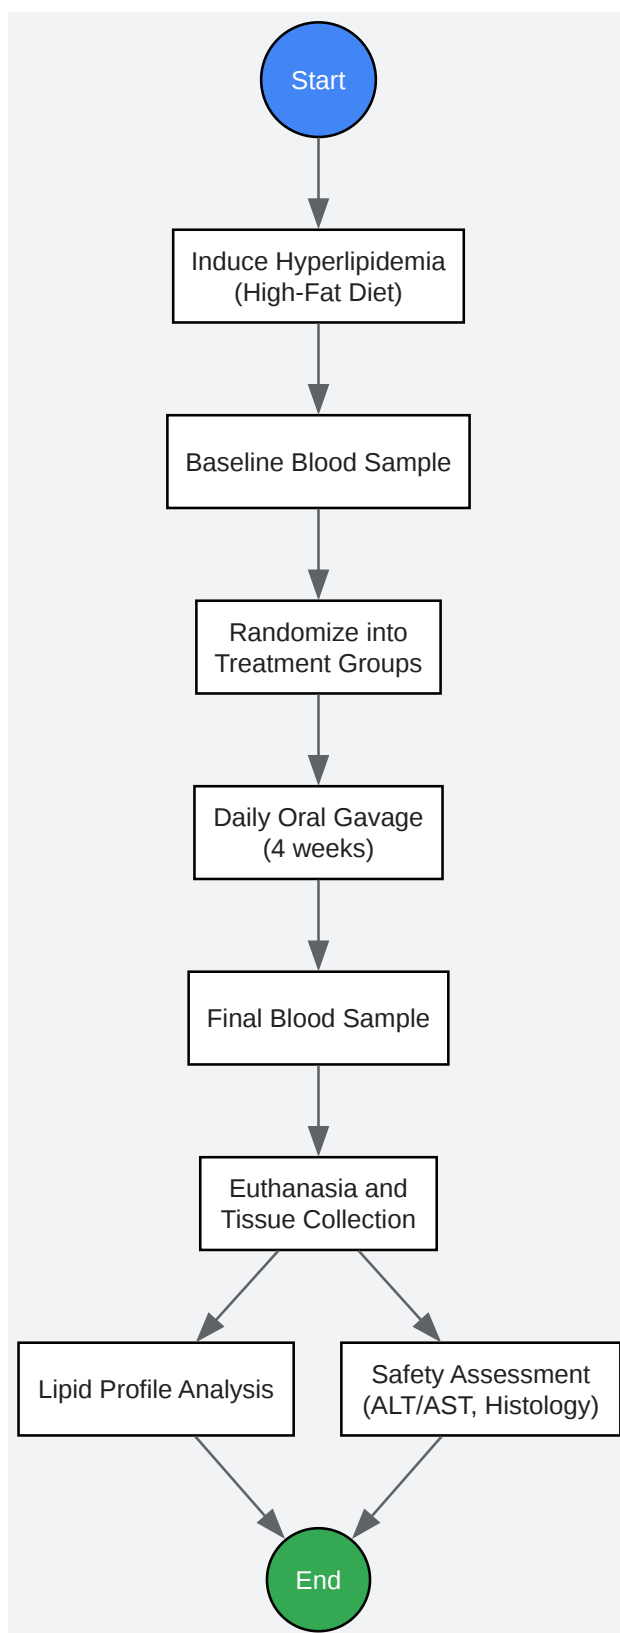 Start
Induce Hyperlipidemia
(High-Fat Diet)
Baseline Blood Sample
Randomize into
Treatment Groups
Daily Oral Gavage
(4 weeks)
Final Blood Sample
Euthanasia and
Tissue Collection
Lipid Profile Analysis
Safety Assessment
(ALT/AST, Histology)
End